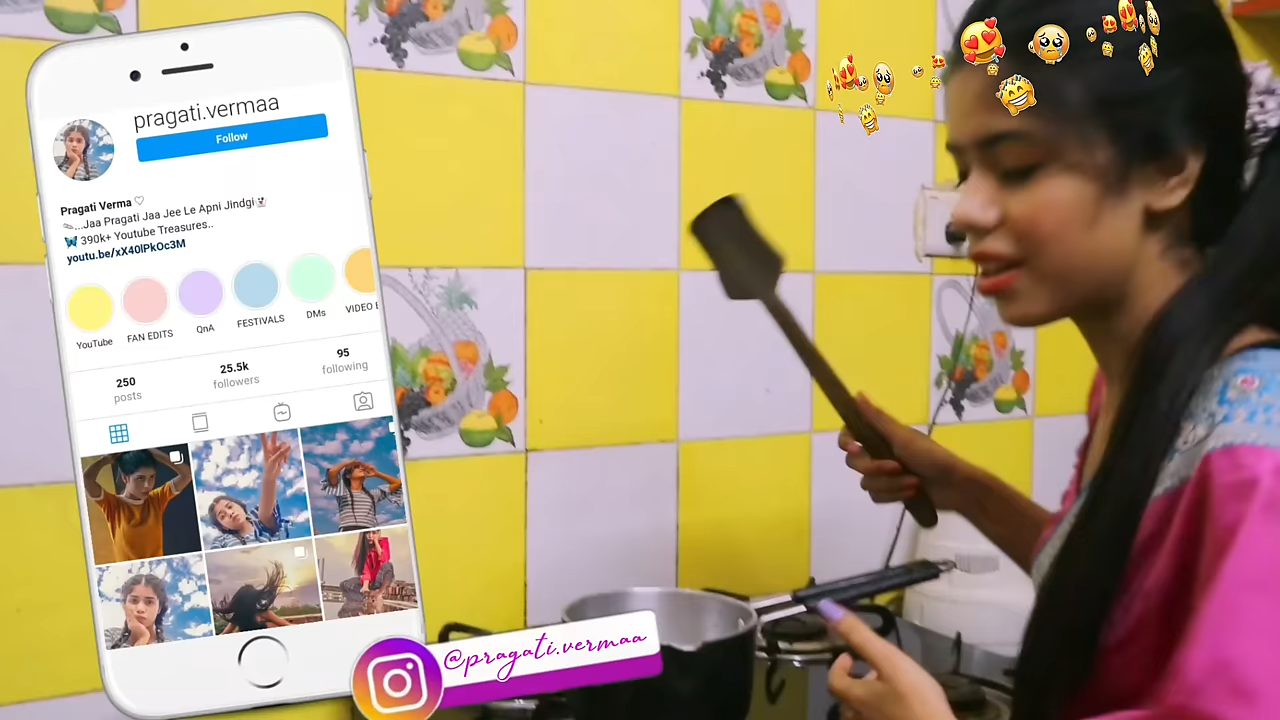 pragati.vermaa
Follow
Pragati Verma ♡
...Jaa Pragati Jaa Jee Le Apni Jindgi
390k+ Youtube Treasures..
youtu.be/xX40lPkOc3M
YouTube
FAN EDITS
QnA
FESTIVALS
DMs
VIDEO E
250
posts
25.5k
followers
95
following
@pragati.vermaa